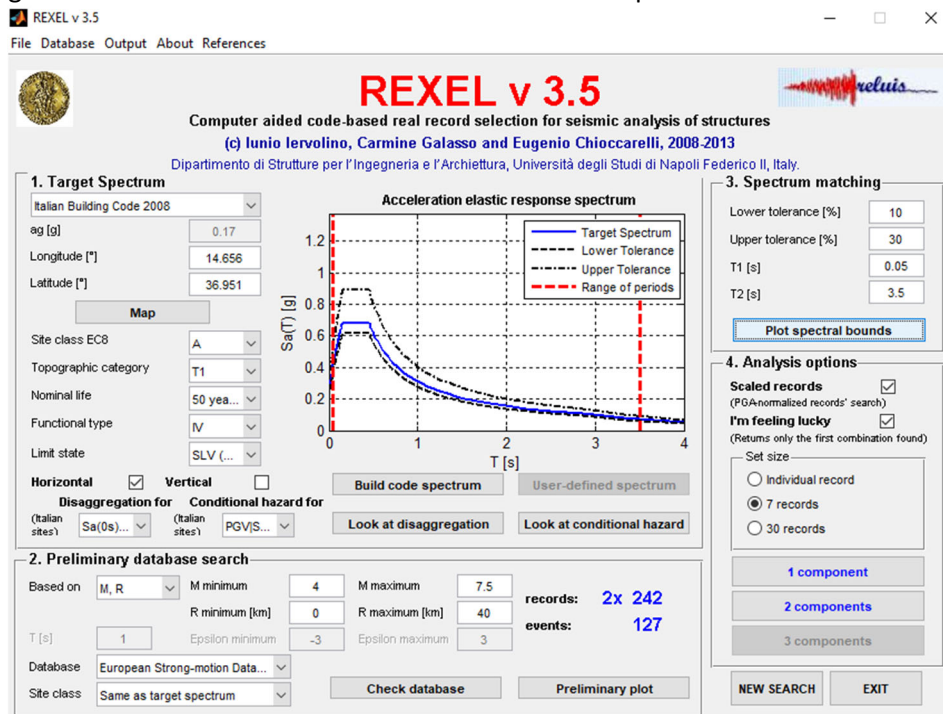 REXEL v 3.5
File Database Output About References
REXEL v 3.5
reluis
Computer aided code-based real record selection for seismic analysis of structures
(c) Iunio Iervolino, Carmine Galasso and Eugenio Chioccarelli, 2008-2013
Dipartimento di Strutture per l'Ingegneria e l'Archiettura, Università degli Studi di Napoli Federico II, Italy.
1. Target Spectrum
Italian Building Code 2008
ag [g] 0.17
Longitude [°] 14.656
Latitude [°] 36.951
Map
Site class EC8 A
Topographic category T1
Nominal life 50 yea...
Functional type IV
Limit state SLV (...
Horizontal Vertical
Disaggregation for Conditional hazard for
(Italian sites) Sa(0s)... (Italian sites) PGV|S...
Acceleration elastic response spectrum
Sa(T) [g]
1.2
1
0.8
0.6
0.4
0.2
0
0 1 2 3 4
T [s]
Target Spectrum
Lower Tolerance
Upper Tolerance
Range of periods
Build code spectrum User-defined spectrum
Look at disaggregation Look at conditional hazard
2. Preliminary database search
Based on M, R M minimum 4 M maximum 7.5
R minimum [km] 0 R maximum [km] 40
T [s] 1 Epsilon minimum -3 Epsilon maximum 3
records: 2x 242
events: 127
Database European Strong-motion Data...
Site class Same as target spectrum
Check database Preliminary plot
3. Spectrum matching
Lower tolerance [%] 10
Upper tolerance [%] 30
T1 [s] 0.05
T2 [s] 3.5
Plot spectral bounds
4. Analysis options
Scaled records
(PGA-normalized records' search)
I'm feeling lucky
(Returns only the first combination found)
Set size
Individual record
7 records
30 records
1 component
2 components
3 components
NEW SEARCH EXIT